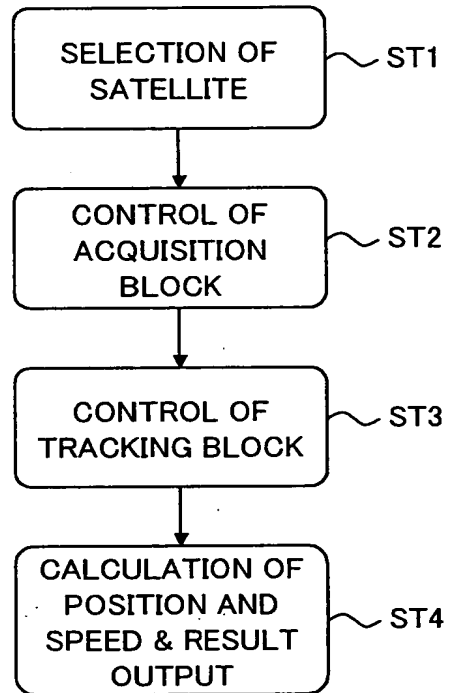 SELECTION OF
SATELLITE
ST1
CONTROL OF
ACQUISITION
BLOCK
ST2
CONTROL OF
TRACKING BLOCK
ST3
CALCULATION OF
POSITION AND
SPEED & RESULT
OUTPUT
ST4